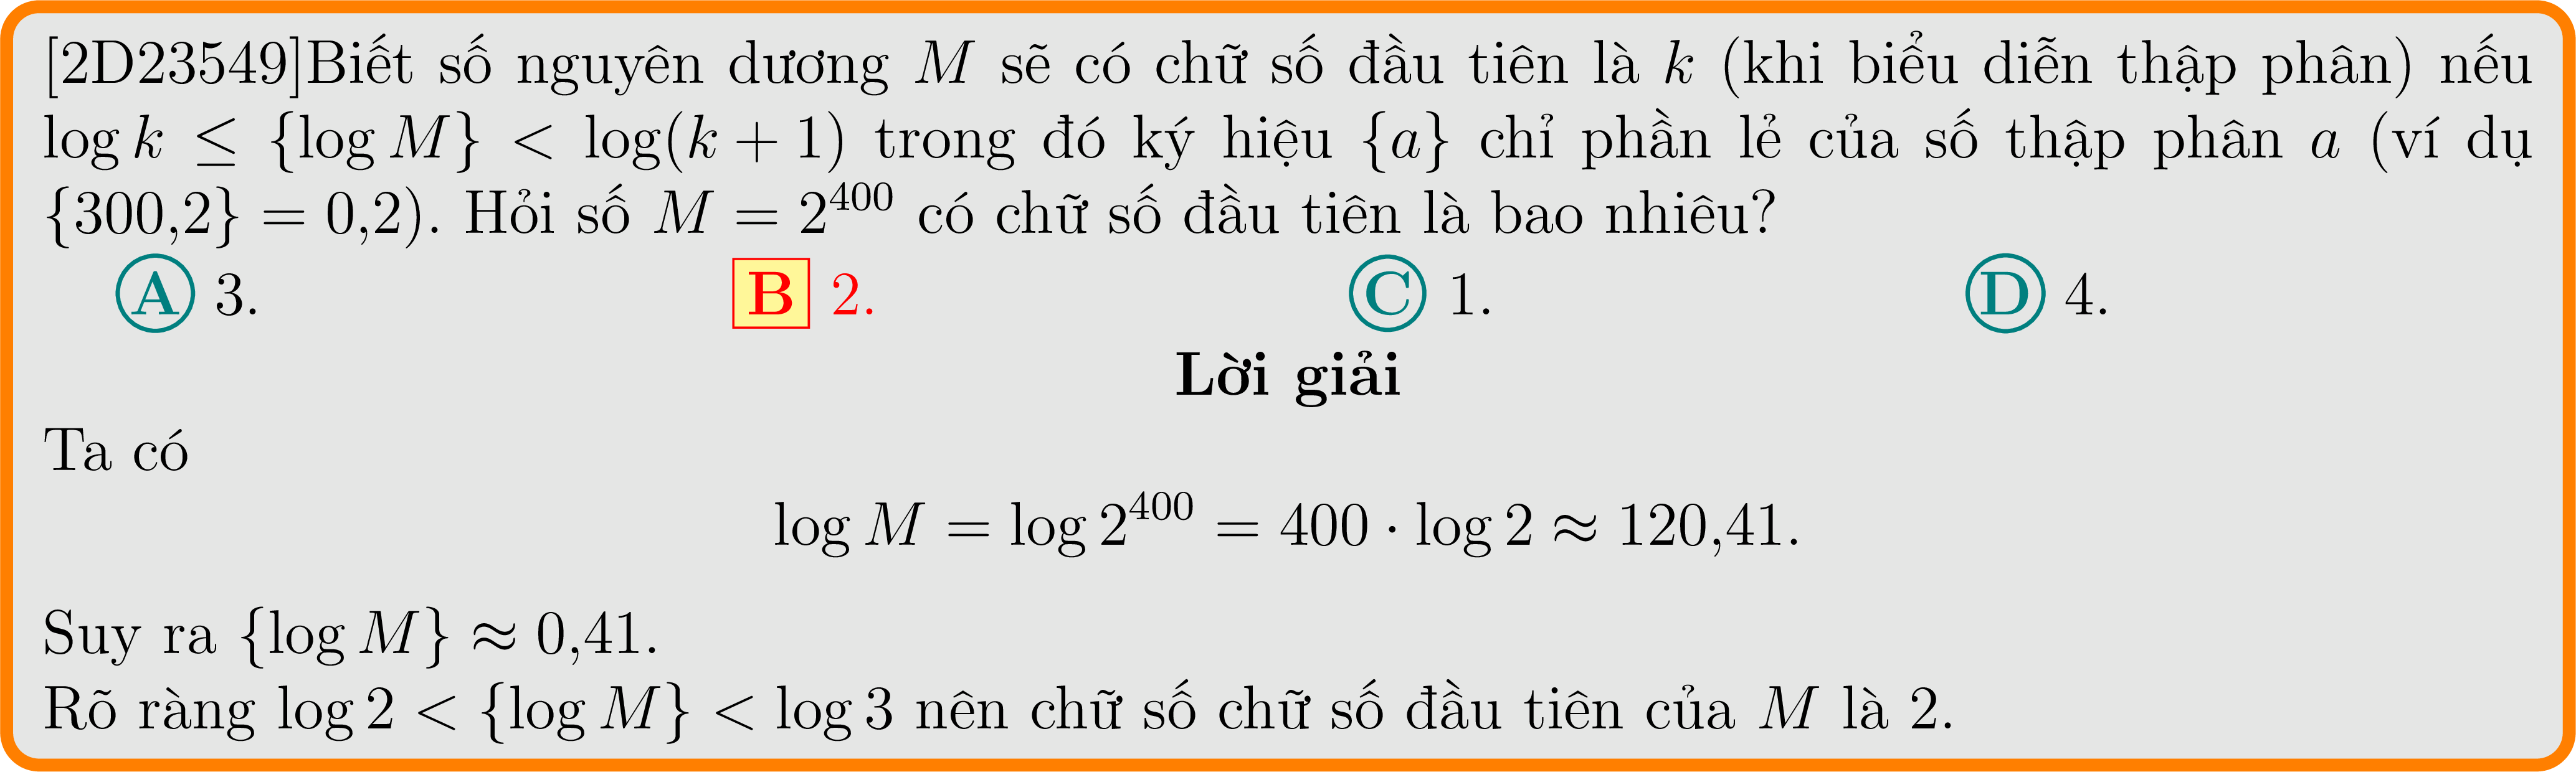 [2D23549]Biết số nguyên dương M sẽ có chữ số đầu tiên là k (khi biểu diễn thập phân) nếu
log k ≤ {log M} < log(k + 1) trong đó ký hiệu {a} chỉ phần lẻ của số thập phân a (ví dụ
{300,2} = 0,2). Hỏi số M = 2^400 có chữ số đầu tiên là bao nhiêu?
A 3. B 2. C 1. D 4.
Lời giải
Ta có
log M = log 2^400 = 400 · log 2 ≈ 120,41.
Suy ra {log M} ≈ 0,41.
Rõ ràng log 2 < {log M} < log 3 nên chữ số chữ số đầu tiên của M là 2.